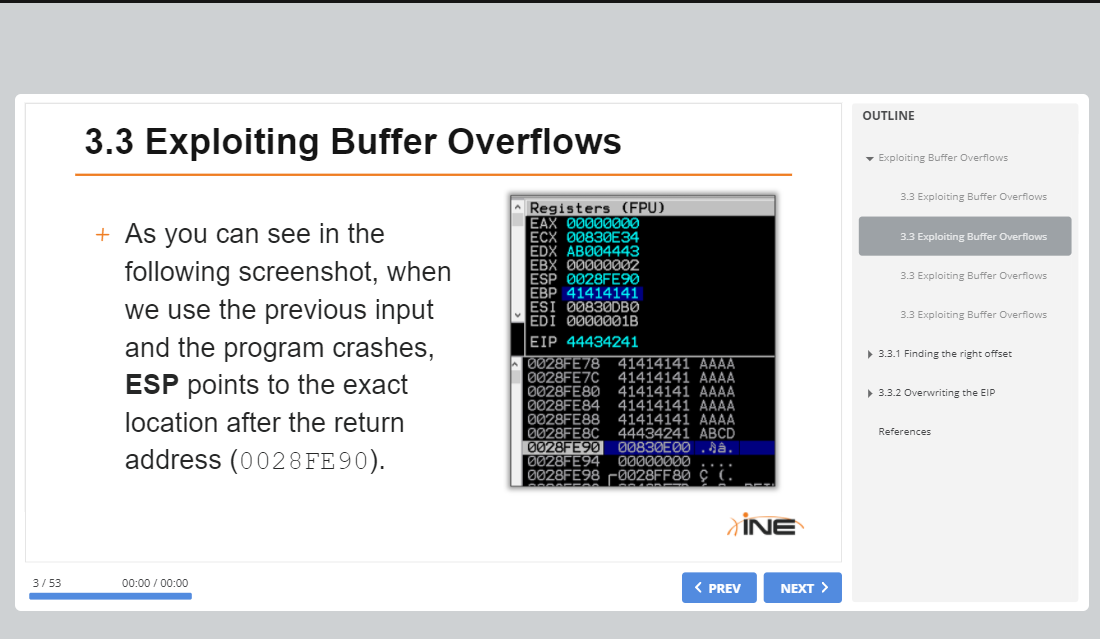 3.3 Exploiting Buffer Overflows
+ As you can see in the
following screenshot, when
we use the previous input
and the program crashes,
ESP points to the exact
location after the return
address (0028FE90).
Registers (FPU)
EAX 00000000
ECX 00830E34
EDX AB004443
EBX 00000002
ESP 0028FE90
EBP 41414141
ESI 00830DB0
EDI 0000001B
EIP 44434241
0028FE78 41414141 AAAA
0028FE7C 41414141 AAAA
0028FE80 41414141 AAAA
0028FE84 41414141 AAAA
0028FE88 41414141 AAAA
0028FE8C 44434241 ABCD
0028FE90 00830E00 .♪â.
0028FE94 00000000 ....
0028FE98 0028FF80 Ç (.
INE
3 / 53 00:00 / 00:00
PREV NEXT
OUTLINE
Exploiting Buffer Overflows
3.3 Exploiting Buffer Overflows
3.3 Exploiting Buffer Overflows
3.3 Exploiting Buffer Overflows
3.3 Exploiting Buffer Overflows
3.3.1 Finding the right offset
3.3.2 Overwriting the EIP
References